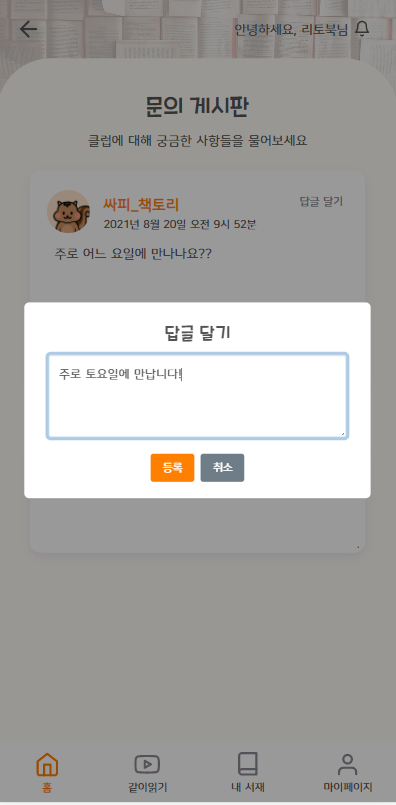 안녕하세요, 리토북님
문의 게시판
클럽에 대해 궁금한 사항들을 물어보세요
싸피_책토리
답글 달기
2021년 8월 20일 오전 9시 52분
주로 어느 요일에 만나나요??
답글 달기
주로 토요일에 만납니다!
등록 취소
홈 같이읽기 내 서재 마이페이지